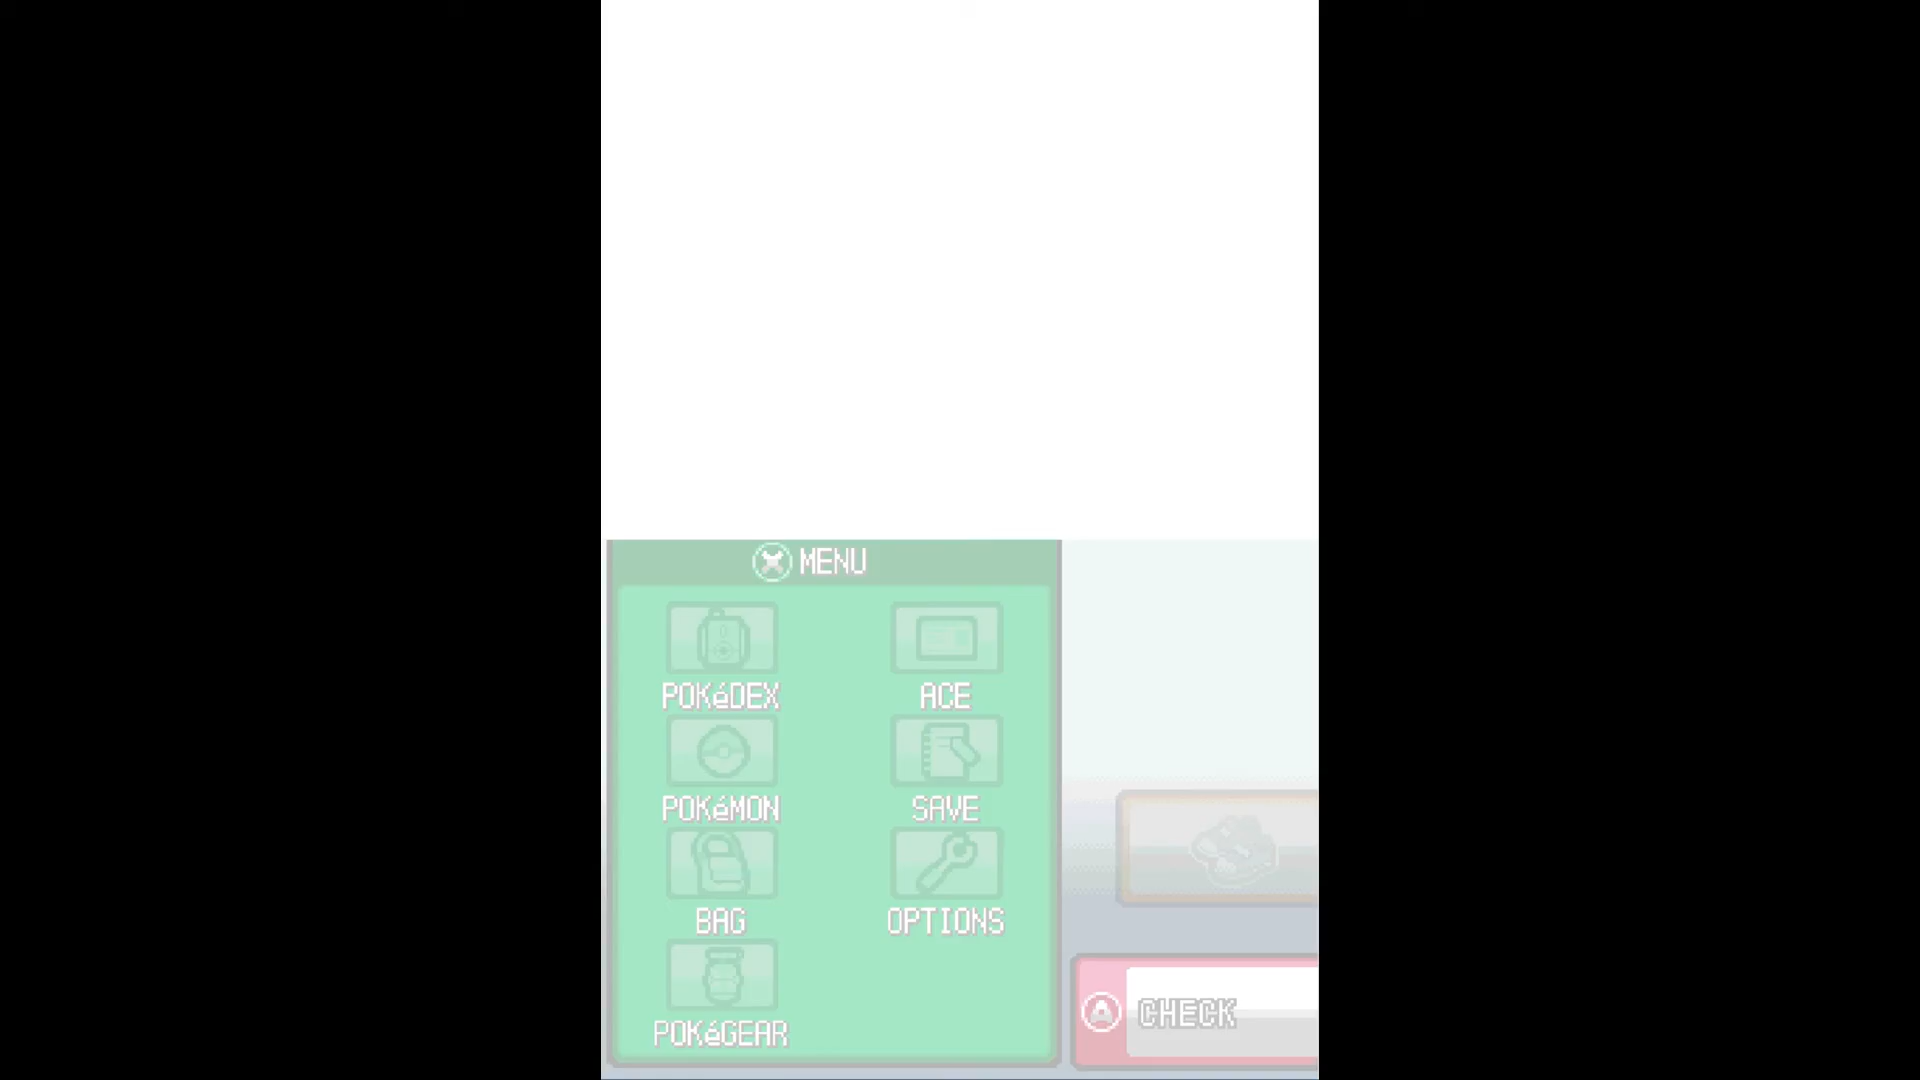 MENU
POKéDEX
ACE
POKéMON
SAVE
BAG
OPTIONS
POKéGEAR
CHECK